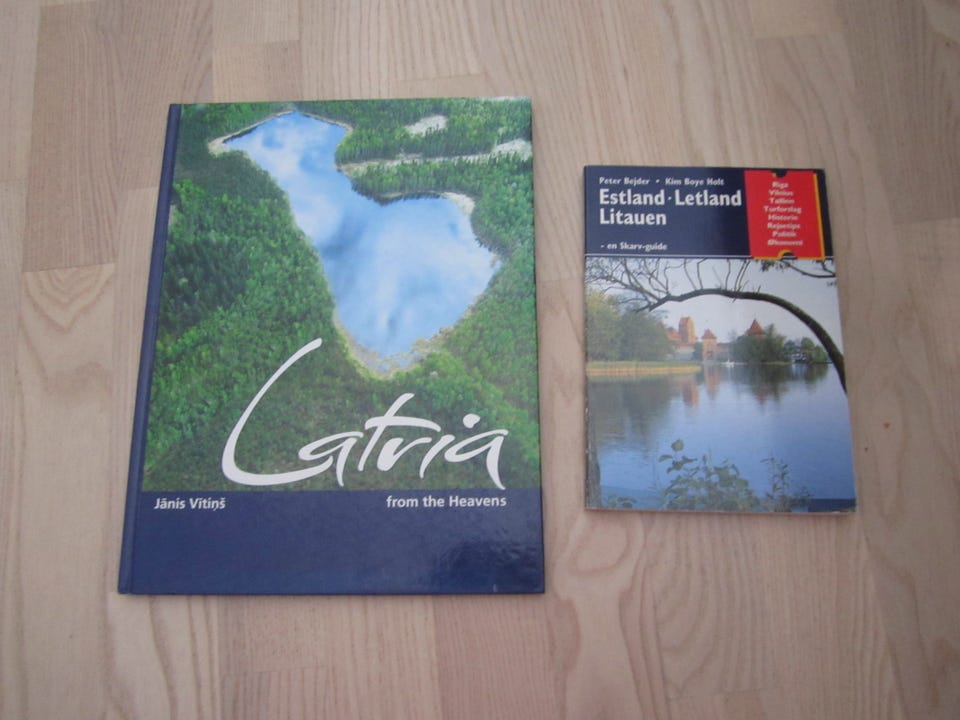 Latvia
Jānis Vītiņš
from the Heavens
Peter Bejder • Kim Boye Holt
Estland · Letland
Litauen
- en Skarv-guide
Riga
Vilnius
Tallinn
Turforslag
Historie
Rejsetips
Politik
Økonomi